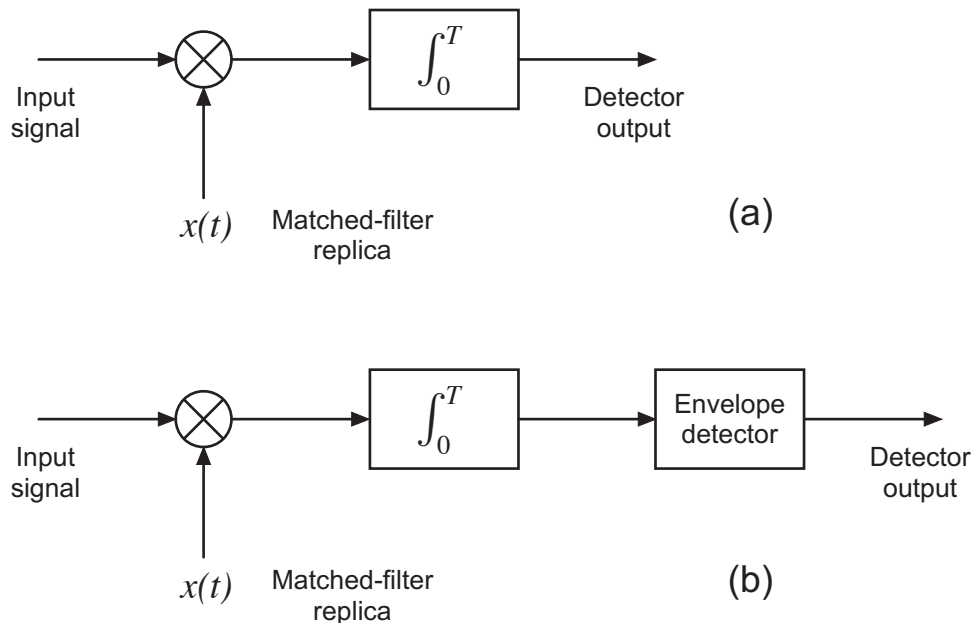 ∫₀ᵀ
Input
signal
Detector
output
x(t)
Matched-filter
replica
(a)
∫₀ᵀ
Envelope
detector
Input
signal
Detector
output
x(t)
Matched-filter
replica
(b)